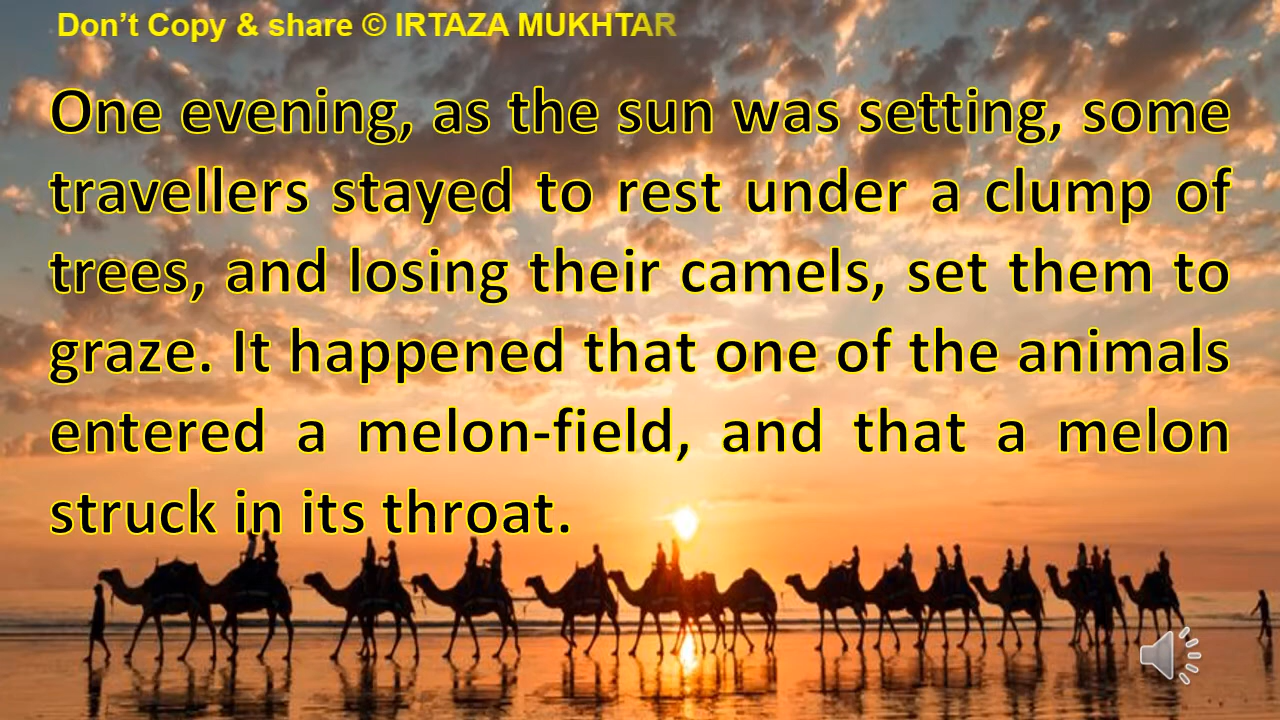 Don’t Copy & share © IRTAZA MUKHTAR
One evening, as the sun was setting, some
travellers stayed to rest under a clump of
trees, and losing their camels, set them to
graze. It happened that one of the animals
entered a melon-field, and that a melon
struck in its throat.